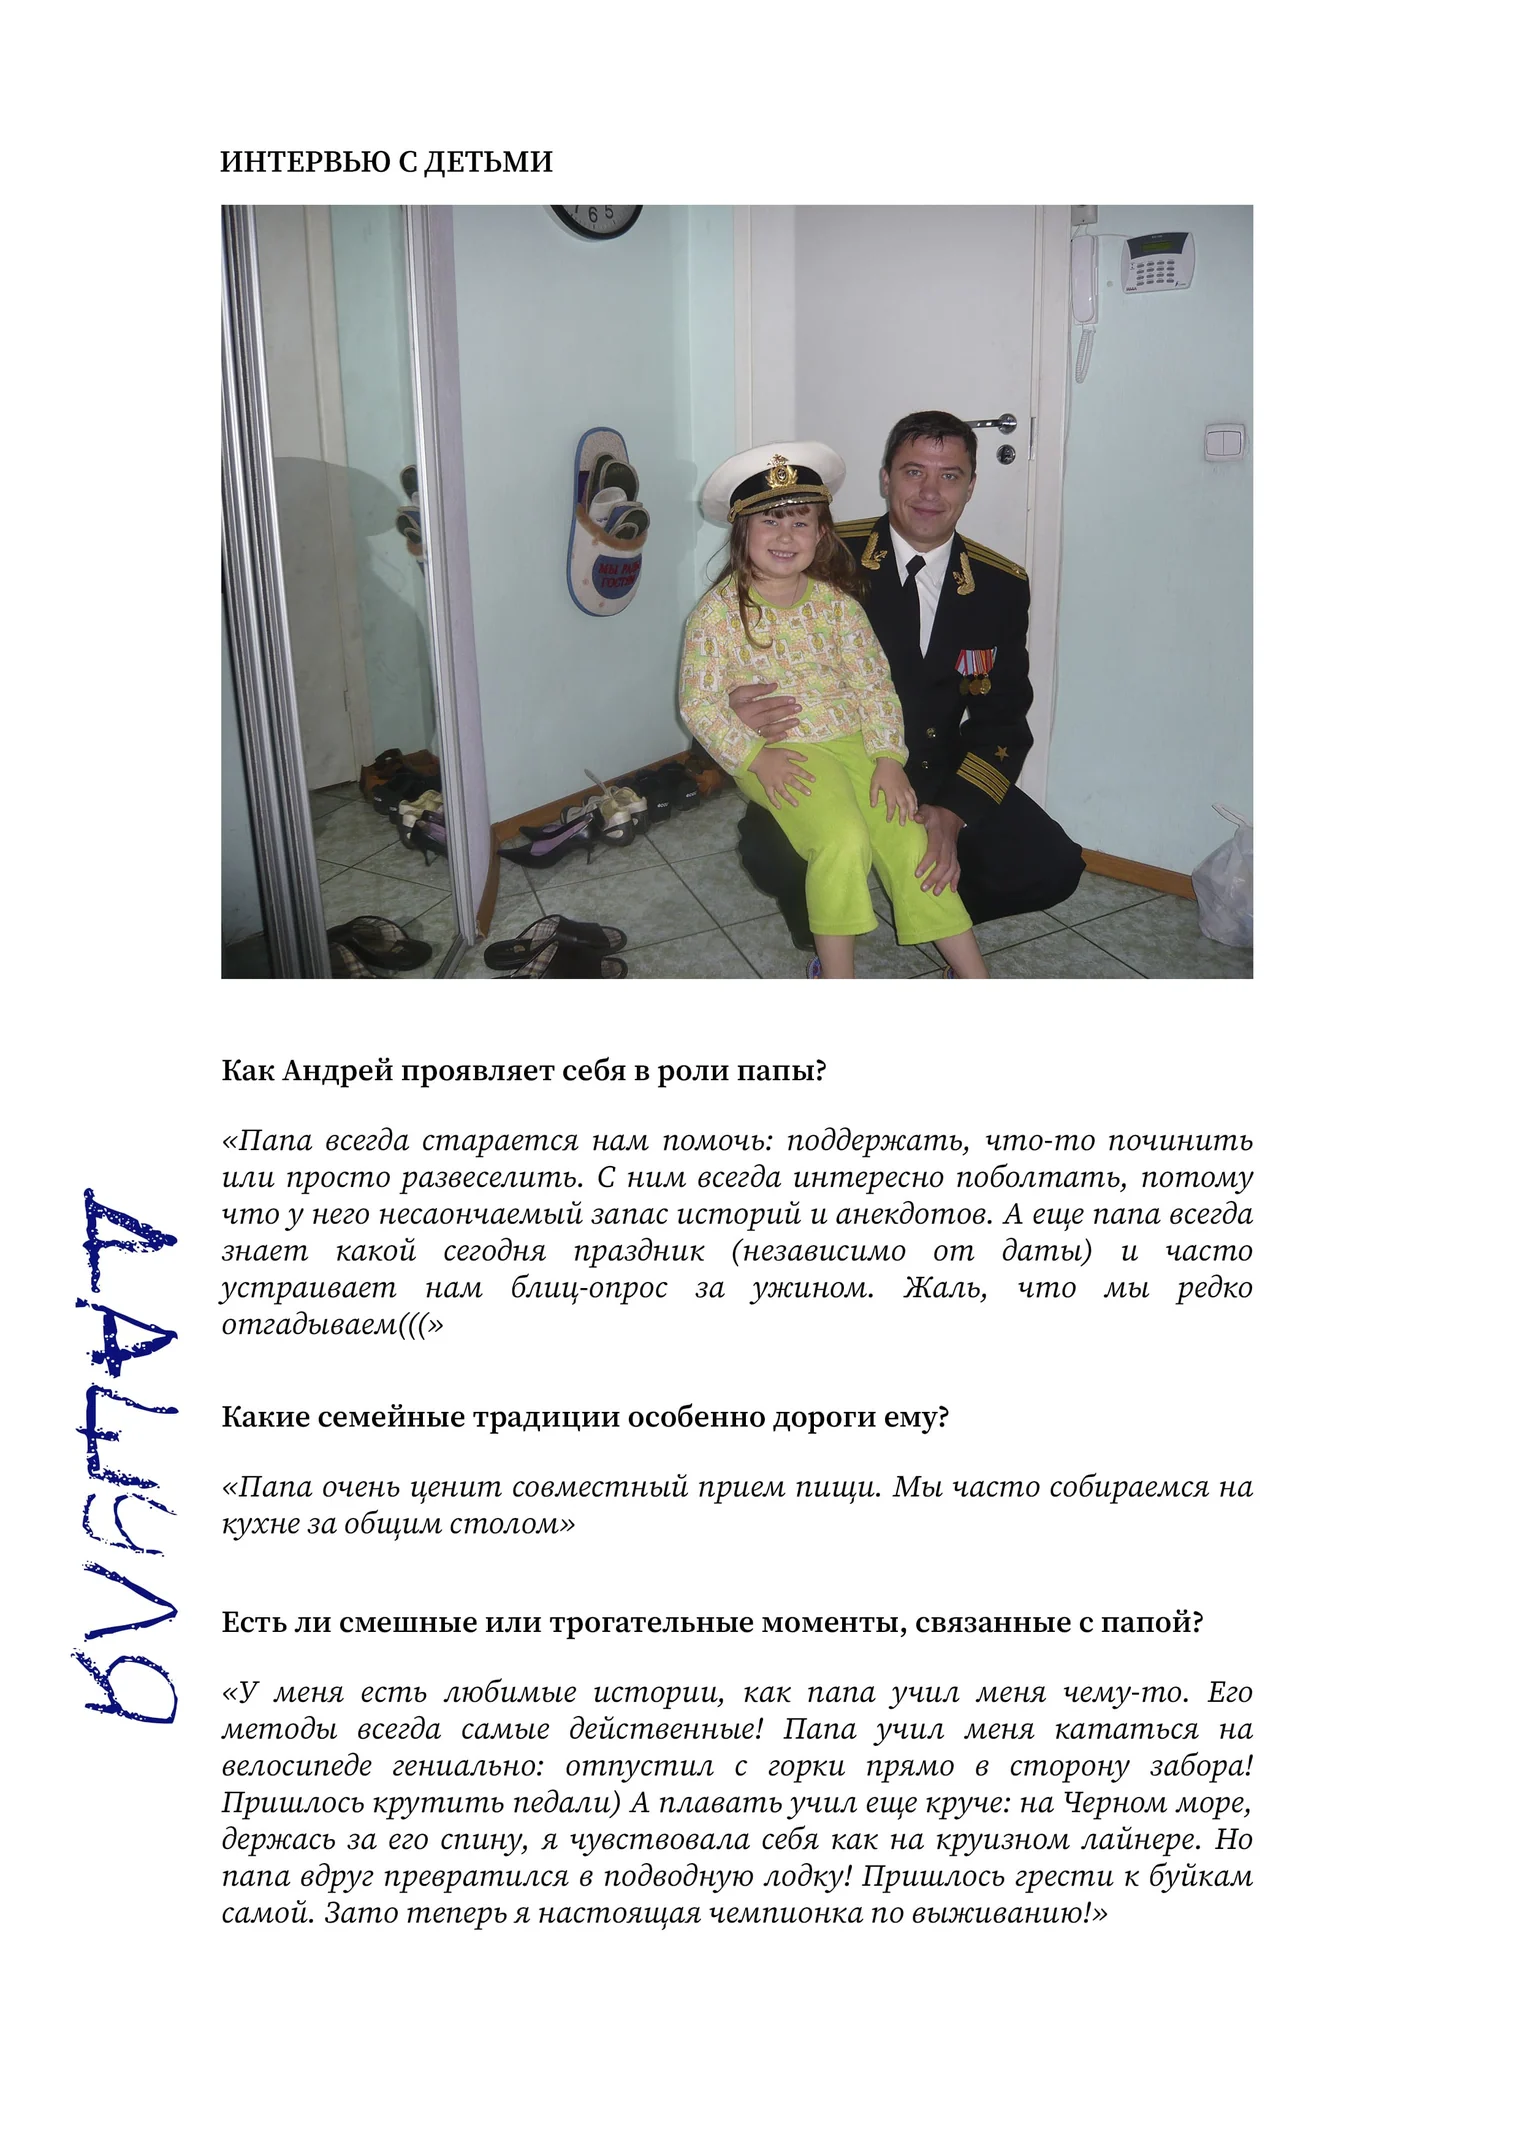 ИНТЕРВЬЮ С ДЕТЬМИ
6 5
МЫ РАДЫ
ГОСТЯМ
ecco
Как Андрей проявляет себя в роли папы?
«Папа всегда старается нам помочь: поддержать, что-то починить
или просто развеселить. С ним всегда интересно поболтать, потому
что у него несаончаемый запас историй и анекдотов. А еще папа всегда
знает какой сегодня праздник (независимо от даты) и часто
устраивает нам блиц-опрос за ужином. Жаль, что мы редко
отгадываем(((»
ДАШУЛЯ
Какие семейные традиции особенно дороги ему?
«Папа очень ценит совместный прием пищи. Мы часто собираемся на
кухне за общим столом»
Есть ли смешные или трогательные моменты, связанные с папой?
«У меня есть любимые истории, как папа учил меня чему-то. Его
методы всегда самые действенные! Папа учил меня кататься на
велосипеде гениально: отпустил с горки прямо в сторону забора!
Пришлось крутить педали) А плавать учил еще круче: на Черном море,
держась за его спину, я чувствовала себя как на круизном лайнере. Но
папа вдруг превратился в подводную лодку! Пришлось грести к буйкам
самой. Зато теперь я настоящая чемпионка по выживанию!»